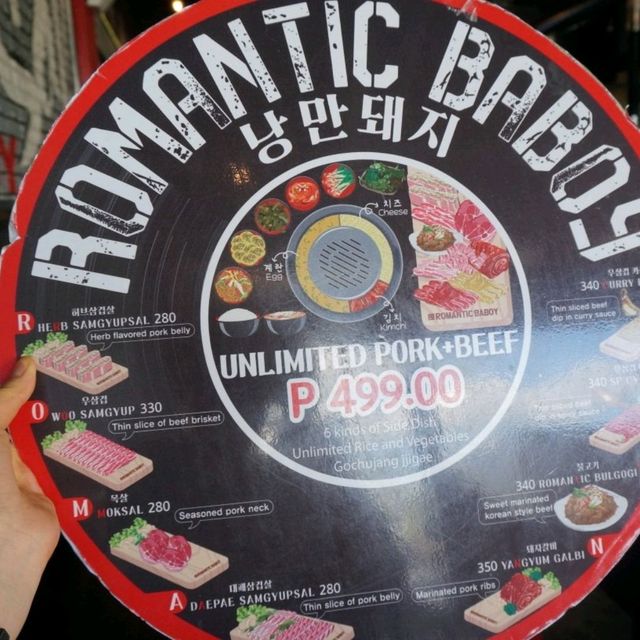 ROMANTIC BABOY
낭만돼지
치즈
Cheese
계란
Egg
김치
Kimchi
ROMANTIC BABOY
UNLIMITED PORK+BEEF
P 499.00
6 kinds of Side Dish
Unlimited Rice and Vegetables
Gochujang Jjigae
R
허브삼겹살
HERB SAMGYUPSAL 280
Herb flavored pork belly
O
우삼겹
WOO SAMGYUP 330
Thin slice of beef brisket
M
목살
MOKSAL 280
Seasoned pork neck
A
대패삼겹살
DAEPAE SAMGYUPSAL 280
Thin slice of pork belly
우삼겹
340 CURRY
Thin sliced beef
dip in curry sauce
340
불고기
340 ROMANTIC BULGOGI
Sweet marinated
korean style beef
돼지갈비
350 YANGYUM GALBI
N
Marinated pork ribs